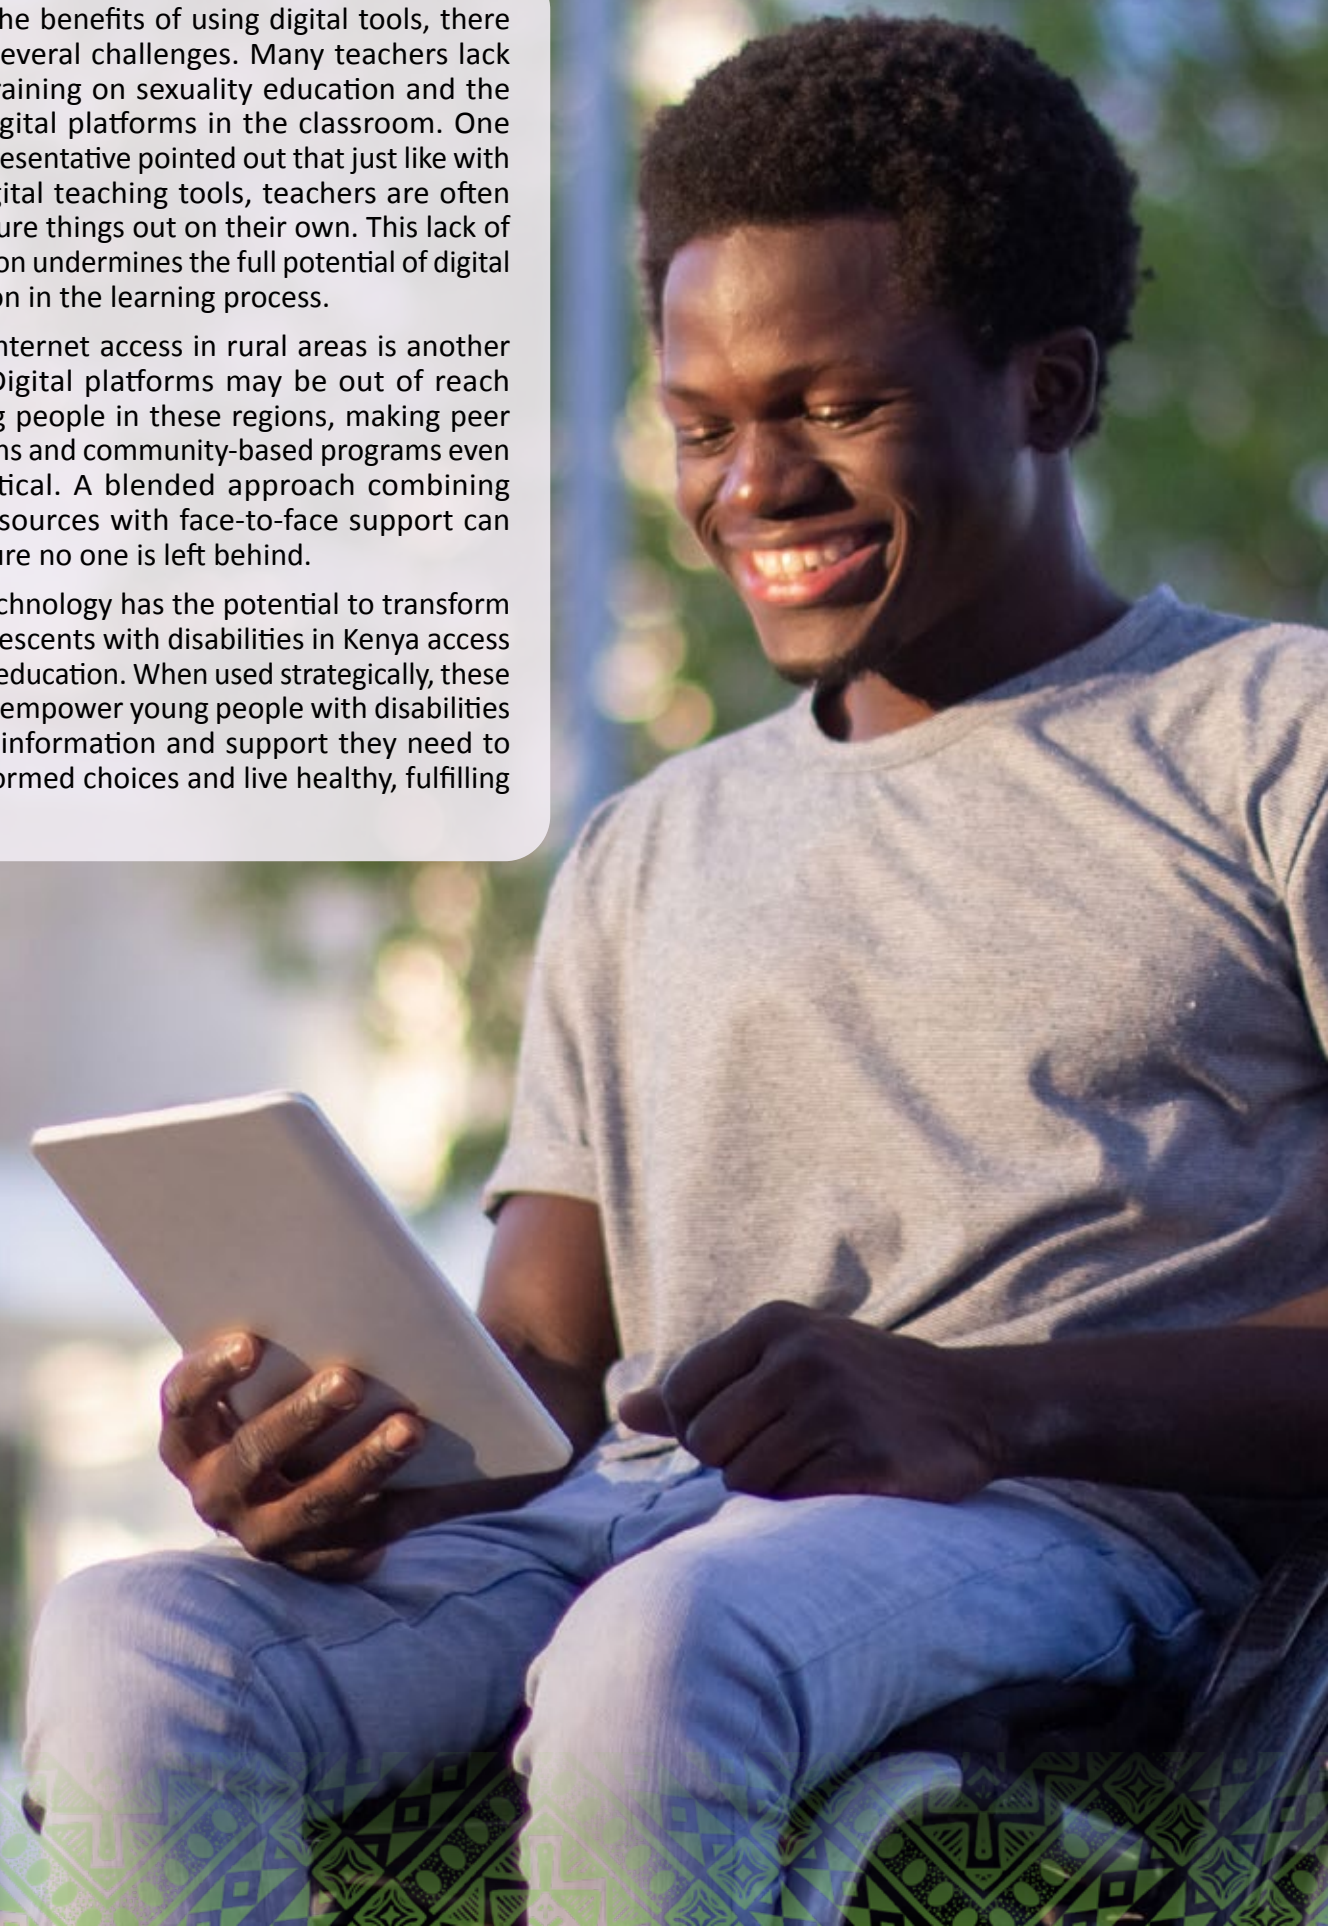 he benefits of using digital tools, there
everal challenges. Many teachers lack
raining on sexuality education and the
gital platforms in the classroom. One
esentative pointed out that just like with
gital teaching tools, teachers are often
ure things out on their own. This lack of
on undermines the full potential of digital
on in the learning process.
nternet access in rural areas is another
Digital platforms may be out of reach
g people in these regions, making peer
ns and community-based programs even
tical. A blended approach combining
sources with face-to-face support can
re no one is left behind.
chnology has the potential to transform
escents with disabilities in Kenya access
education. When used strategically, these
empower young people with disabilities
information and support they need to
ormed choices and live healthy, fulfilling